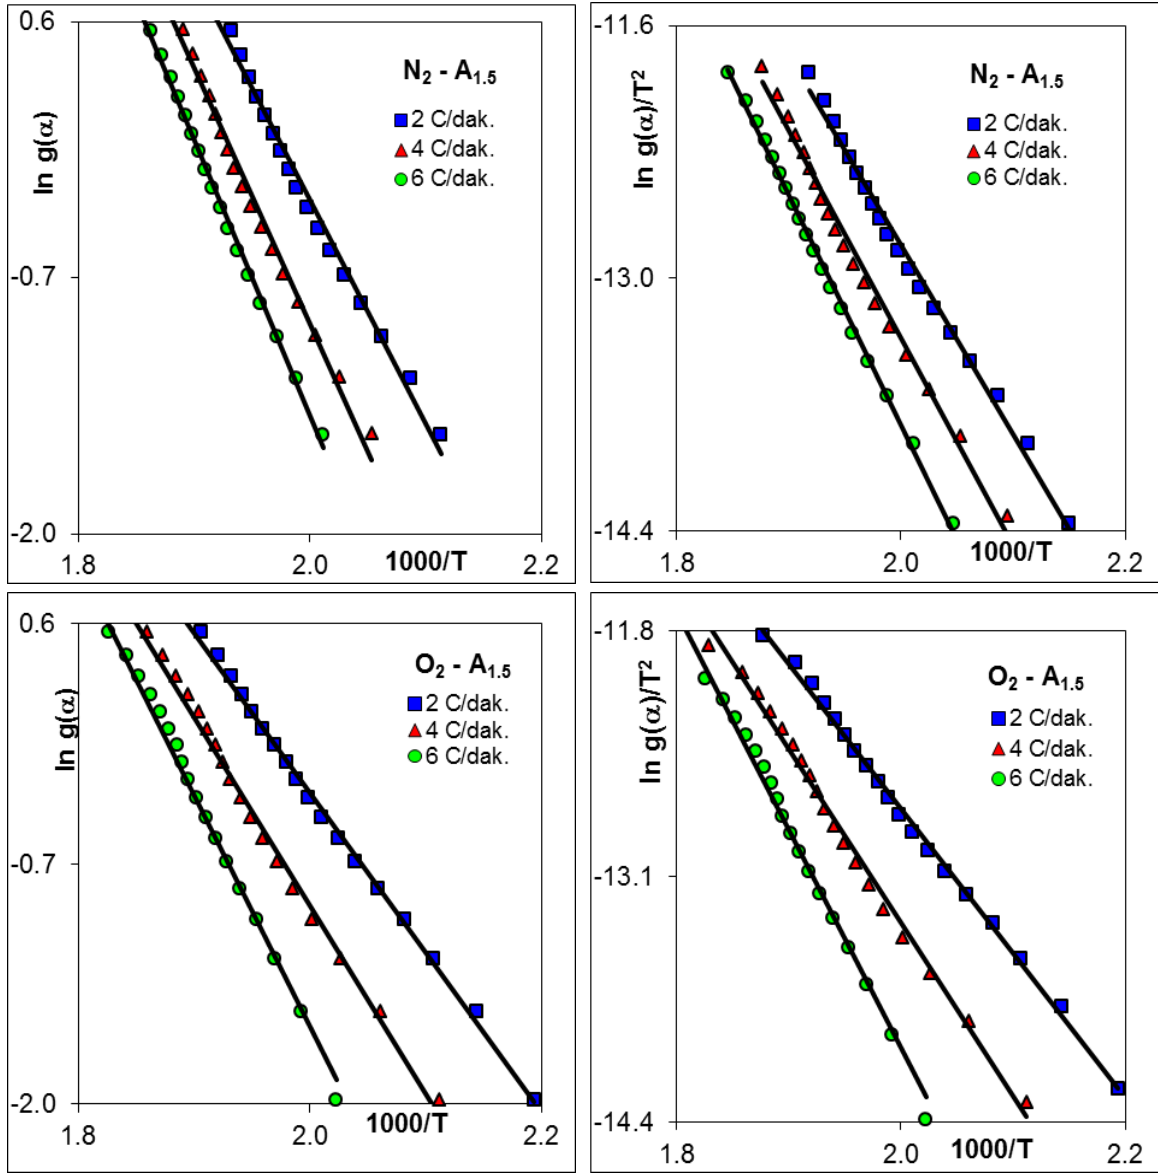 0.6
N₂ - A₁.₅
2 C/dak.
4 C/dak.
6 C/dak.
ln g(α)
-0.7
-2.0
1.8
2.0
1000/T
2.2
-11.6
N₂ - A₁.₅
2 C/dak.
4 C/dak.
6 C/dak.
ln g(α)/T²
-13.0
-14.4
1.8
2.0
1000/T
2.2
0.6
O₂ - A₁.₅
2 C/dak.
4 C/dak.
6 C/dak.
ln g(α)
-0.7
-2.0
1.8
2.0
1000/T
2.2
-11.8
O₂ - A₁.₅
2 C/dak.
4 C/dak.
6 C/dak.
ln g(α)/T²
-13.1
-14.4
1.8
2.0
1000/T
2.2